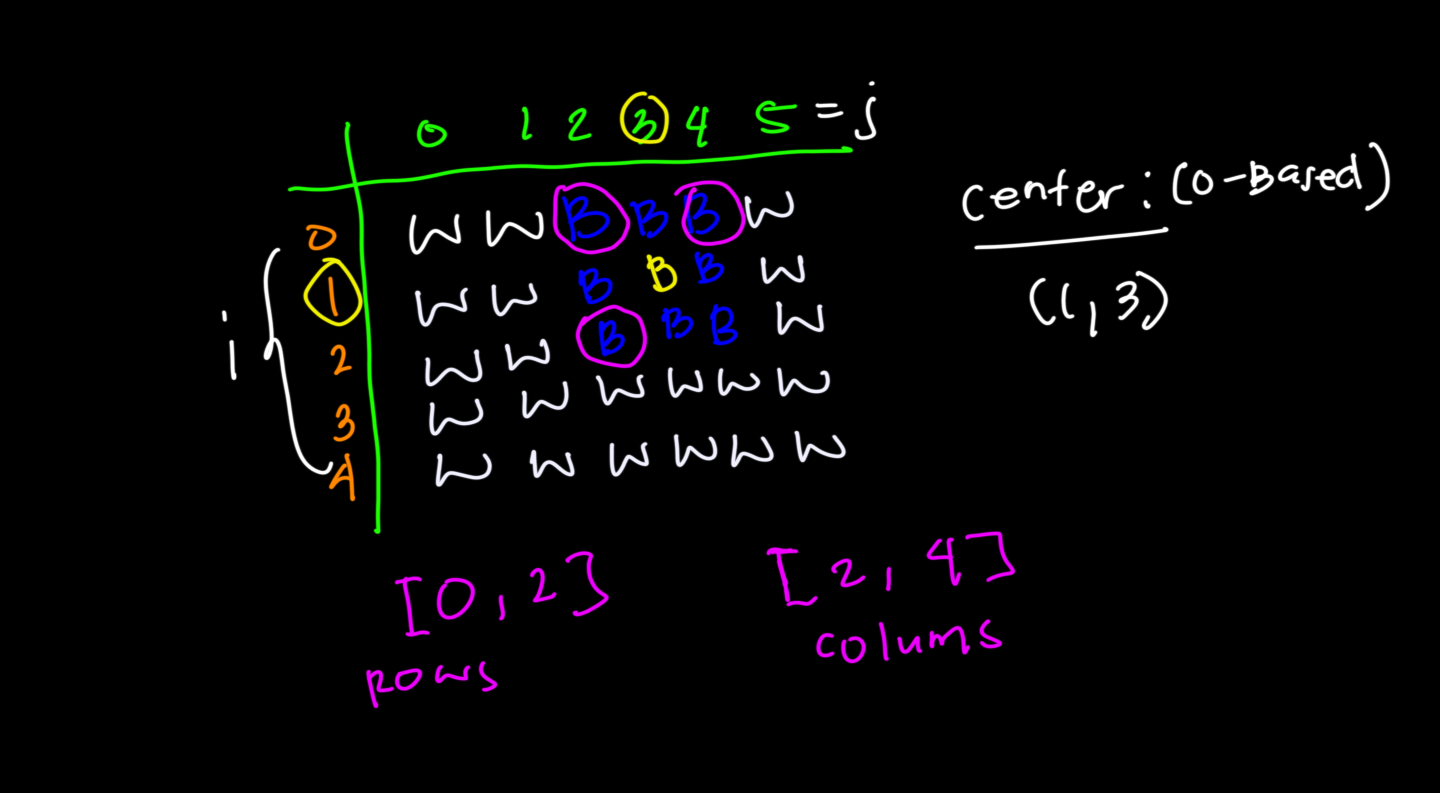 0 1 2 3 4 5 = j
center: (0-Based)
0 W W B B B W
i 1 W W B B B W
(1, 3)
2 W W B B B W
3 W W W W W W
4 W W W W W W
[0, 2] [2, 4]
rows colums